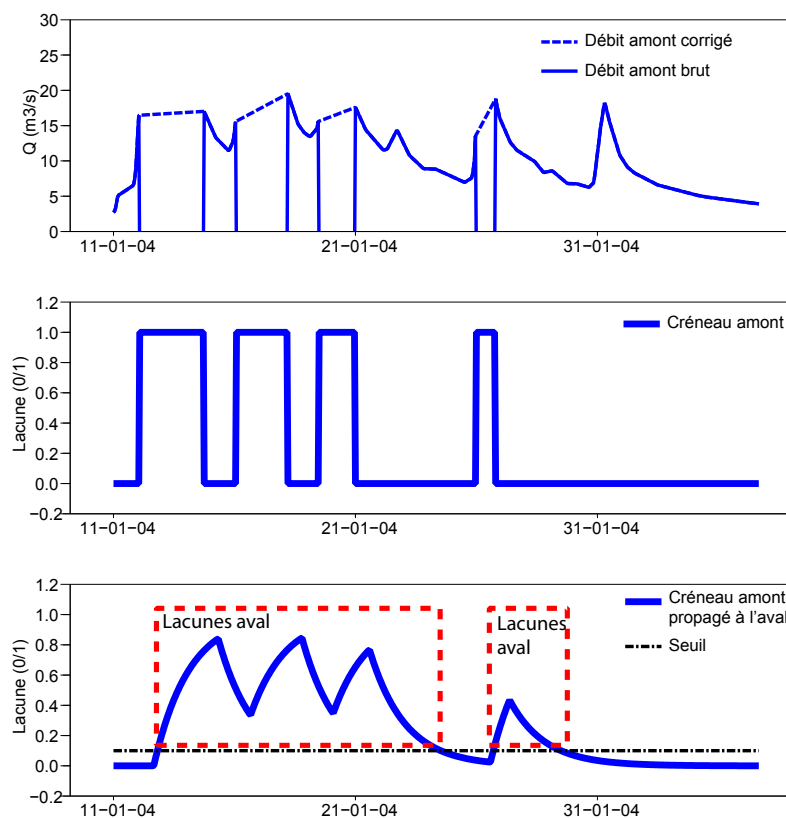 Q (m3/s)
30
25
20
15
10
5
0
Débit amont corrigé
Débit amont brut
11−01−04
21−01−04
31−01−04
Lacune (0/1)
1.2
1.0
0.8
0.6
0.4
0.2
0.0
−0.2
Créneau amont
11−01−04
21−01−04
31−01−04
Lacune (0/1)
1.2
1.0
0.8
0.6
0.4
0.2
0.0
−0.2
Lacunes aval
Lacunes
aval
Créneau amont
propagé à l'aval
Seuil
11−01−04
21−01−04
31−01−04